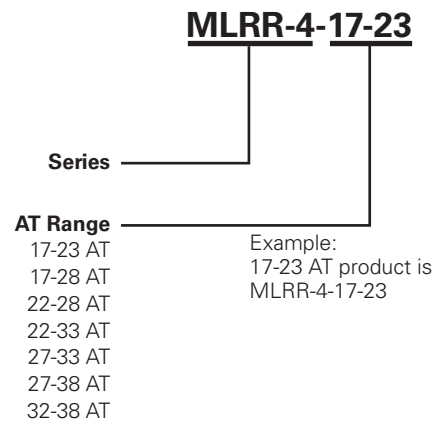 MLRR-4-17-23
Series
AT Range
17-23 AT
17-28 AT
22-28 AT
22-33 AT
27-33 AT
27-38 AT
32-38 AT
Example:
17-23 AT product is
MLRR-4-17-23